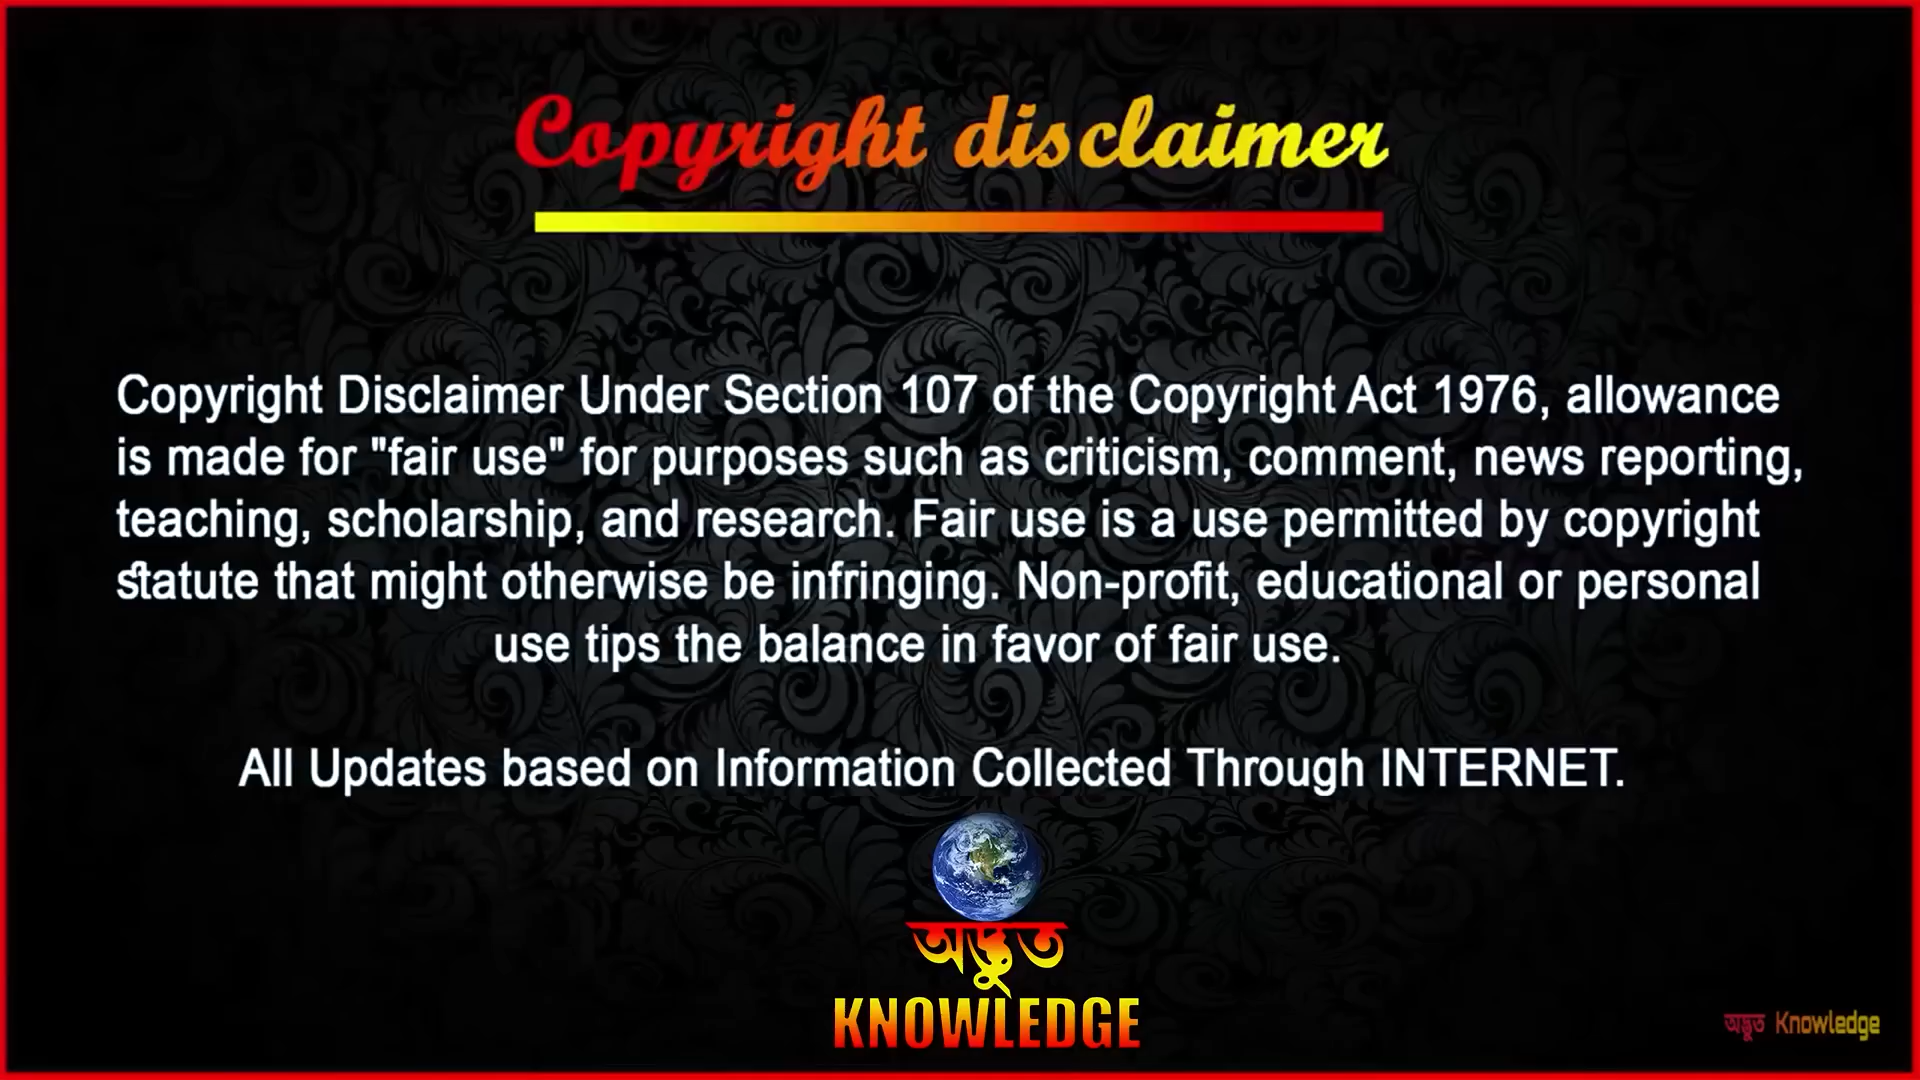 Copyright disclaimer
Copyright Disclaimer Under Section 107 of the Copyright Act 1976, allowance
is made for "fair use" for purposes such as criticism, comment, news reporting,
teaching, scholarship, and research. Fair use is a use permitted by copyright
statute that might otherwise be infringing. Non-profit, educational or personal
use tips the balance in favor of fair use.
All Updates based on Information Collected Through INTERNET.
অদ্ভুত
KNOWLEDGE
অদ্ভুত Knowledge